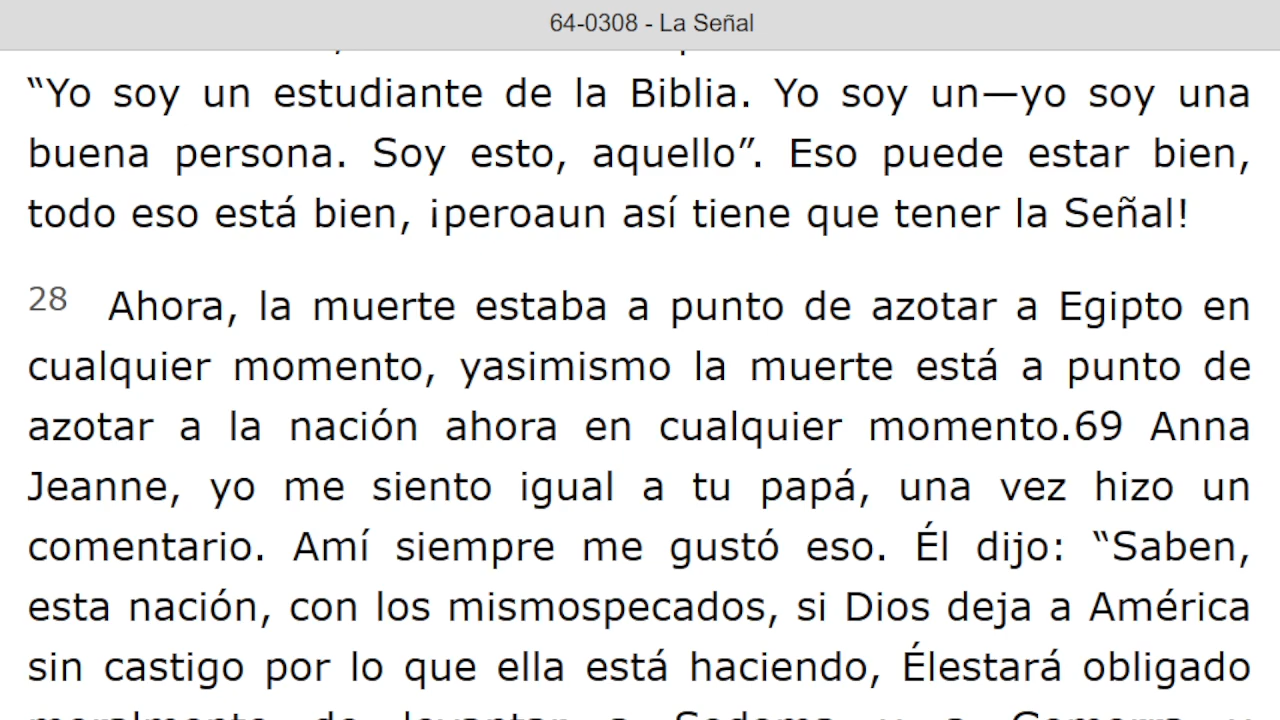 64-0308 - La Señal
“Yo soy un estudiante de la Biblia. Yo soy un—yo soy una
buena persona. Soy esto, aquello”. Eso puede estar bien,
todo eso está bien, ¡peroaun así tiene que tener la Señal!
28 Ahora, la muerte estaba a punto de azotar a Egipto en
cualquier momento, yasimismo la muerte está a punto de
azotar a la nación ahora en cualquier momento.69 Anna
Jeanne, yo me siento igual a tu papá, una vez hizo un
comentario. Amí siempre me gustó eso. Él dijo: “Saben,
esta nación, con los mismospecados, si Dios deja a América
sin castigo por lo que ella está haciendo, Élestará obligado
moralmente de levantar a Sodoma y a Gomorra y